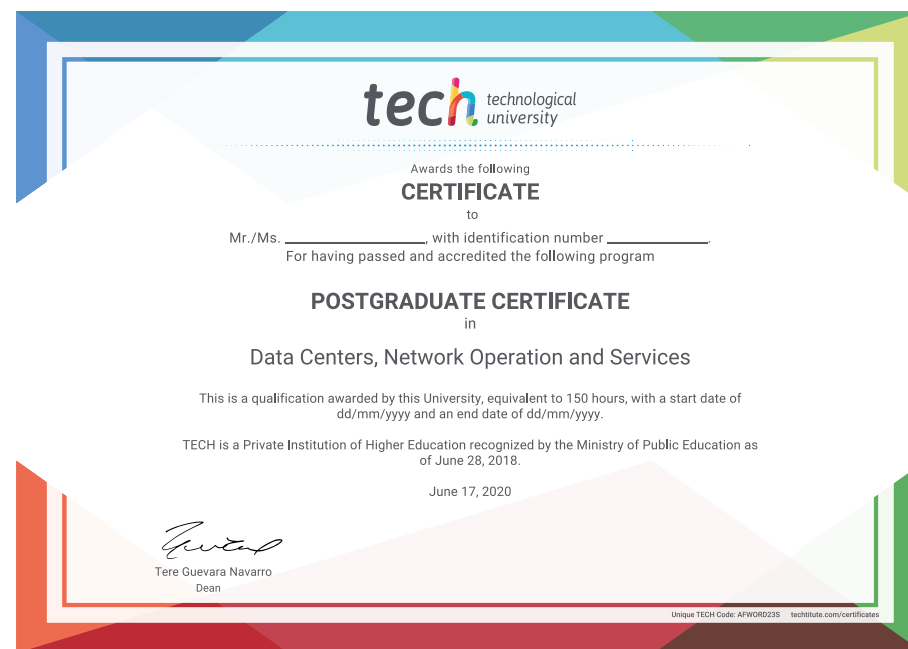 tech technological university
Awards the following
CERTIFICATE
to
Mr./Ms. ____________, with identification number ____________.
For having passed and accredited the following program
POSTGRADUATE CERTIFICATE
in
Data Centers, Network Operation and Services
This is a qualification awarded by this University, equivalent to 150 hours, with a start date of
dd/mm/yyyy and an end date of dd/mm/yyyy.
TECH is a Private Institution of Higher Education recognized by the Ministry of Public Education as
of June 28, 2018.
June 17, 2020
Tere Guevara Navarro
Dean
Unique TECH Code: AFWORD23S techtitute.com/certificates